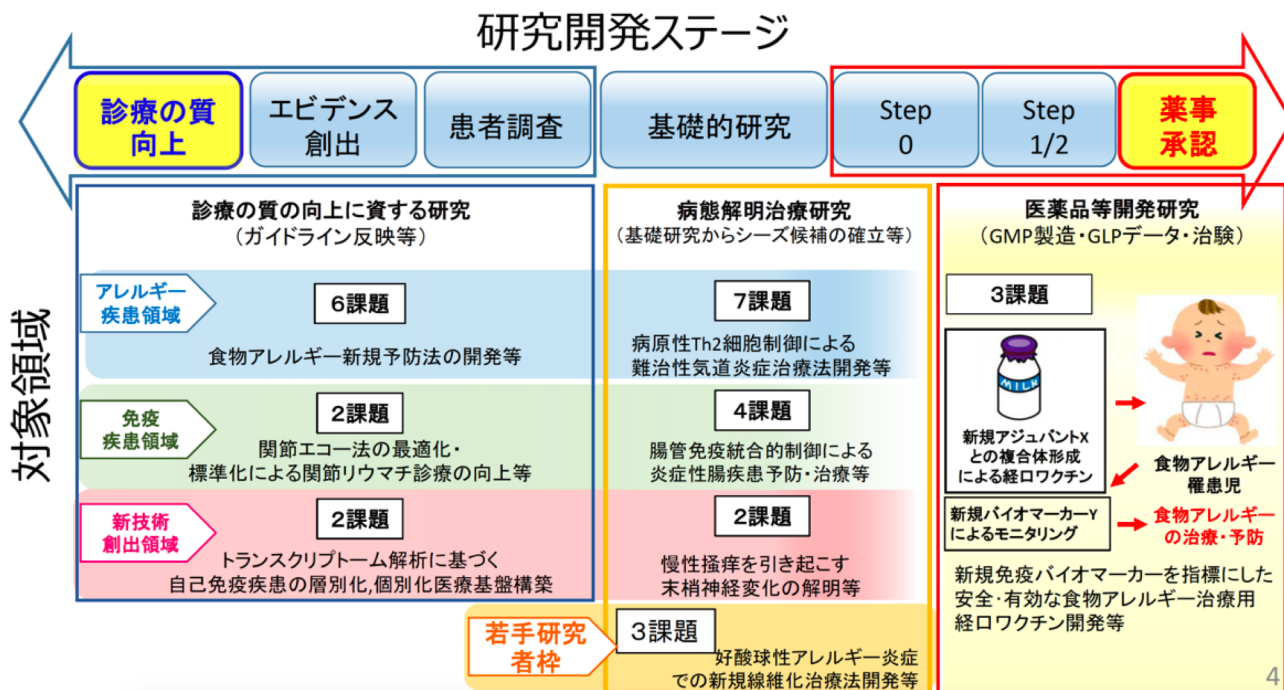 研究開発ステージ
診療の質
向上
エビデンス
創出
患者調査
基礎的研究
Step
0
Step
1/2
薬事
承認
対象領域
診療の質の向上に資する研究
(ガイドライン反映等)
アレルギー
疾患領域
6課題
食物アレルギー新規予防法の開発等
免疫
疾患領域
2課題
関節エコー法の最適化・
標準化による関節リウマチ診療の向上等
新技術
創出領域
2課題
トランスクリプトーム解析に基づく
自己免疫疾患の層別化,個別化医療基盤構築
病態解明治療研究
(基礎研究からシーズ候補の確立等)
7課題
病原性Th2細胞制御による
難治性気道炎症治療法開発等
4課題
腸管免疫統合的制御による
炎症性腸疾患予防・治療等
2課題
慢性掻痒を引き起こす
末梢神経変化の解明等
若手研究
者枠
3課題
好酸球性アレルギー炎症
での新規線維化治療法開発等
医薬品等開発研究
(GMP製造・GLPデータ・治験)
3課題
MILK
新規アジュバントX
との複合体形成
による経口ワクチン
食物アレルギー
罹患児
新規バイオマーカーY
によるモニタリング
食物アレルギー
の治療・予防
新規免疫バイオマーカーを指標にした
安全・有効な食物アレルギー治療用
経口ワクチン開発等
4